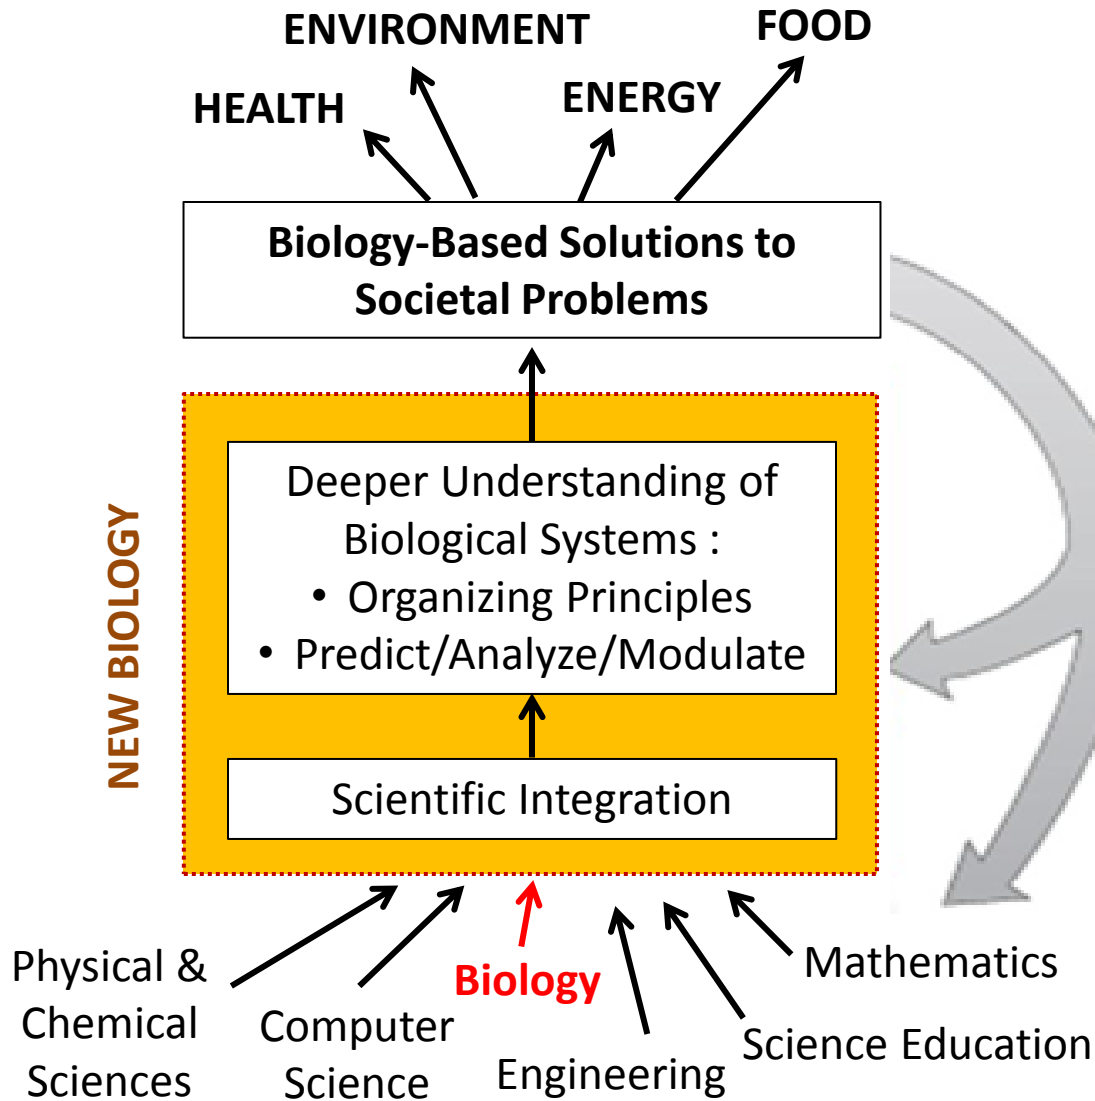 ENVIRONMENT
FOOD
HEALTH
ENERGY
Biology-Based Solutions to
Societal Problems
NEW BIOLOGY
Deeper Understanding of
Biological Systems :
• Organizing Principles
• Predict/Analyze/Modulate
Scientific Integration
Physical &
Chemical
Sciences
Computer
Science
Biology
Engineering
Science Education
Mathematics